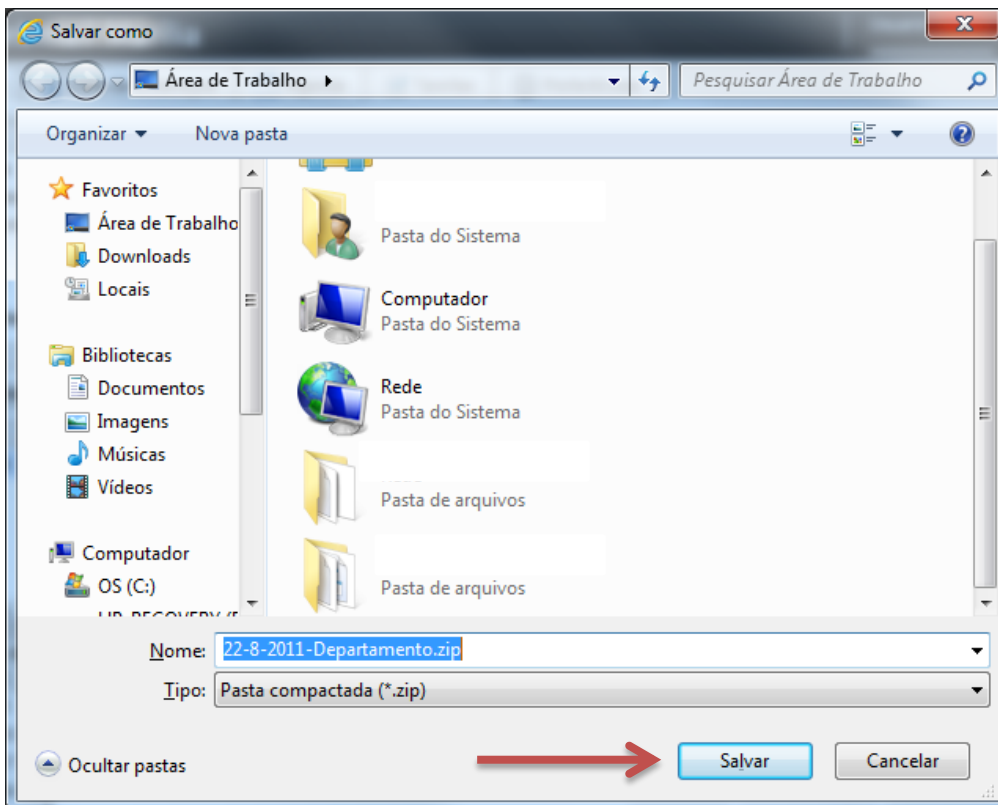 Salvar como
Área de Trabalho
Pesquisar Área de Trabalho
Organizar
Nova pasta
Favoritos
Área de Trabalho
Downloads
Locais
Bibliotecas
Documentos
Imagens
Músicas
Vídeos
Computador
OS (C:)
Pasta do Sistema
Computador
Pasta do Sistema
Rede
Pasta do Sistema
Pasta de arquivos
Pasta de arquivos
Nome: 22-8-2011-Departamento.zip
Tipo: Pasta compactada (*.zip)
Ocultar pastas
Salvar
Cancelar